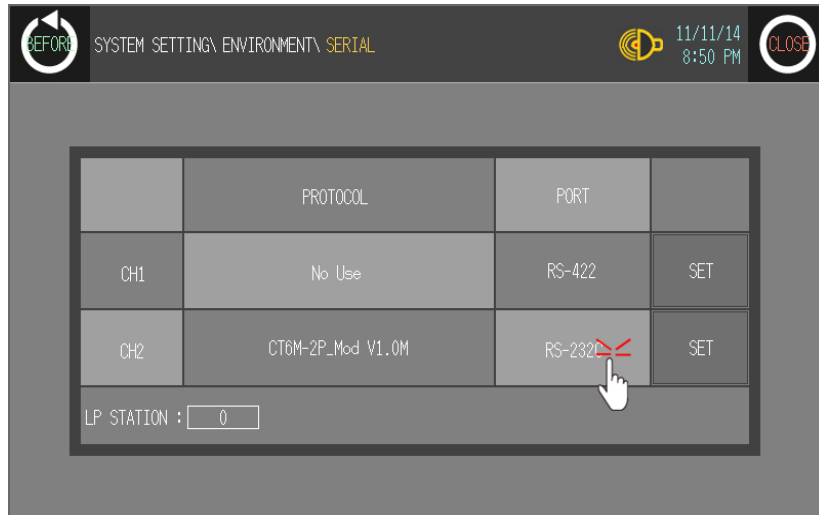 BEFORE
SYSTEM SETTING\ ENVIRONMENT\ SERIAL
11/11/14
8:50 PM
CLOSE
PROTOCOL PORT
CH1 No Use RS-422 SET
CH2 CT6M-2P_Mod V1.0M RS-232C SET
LP STATION : 0